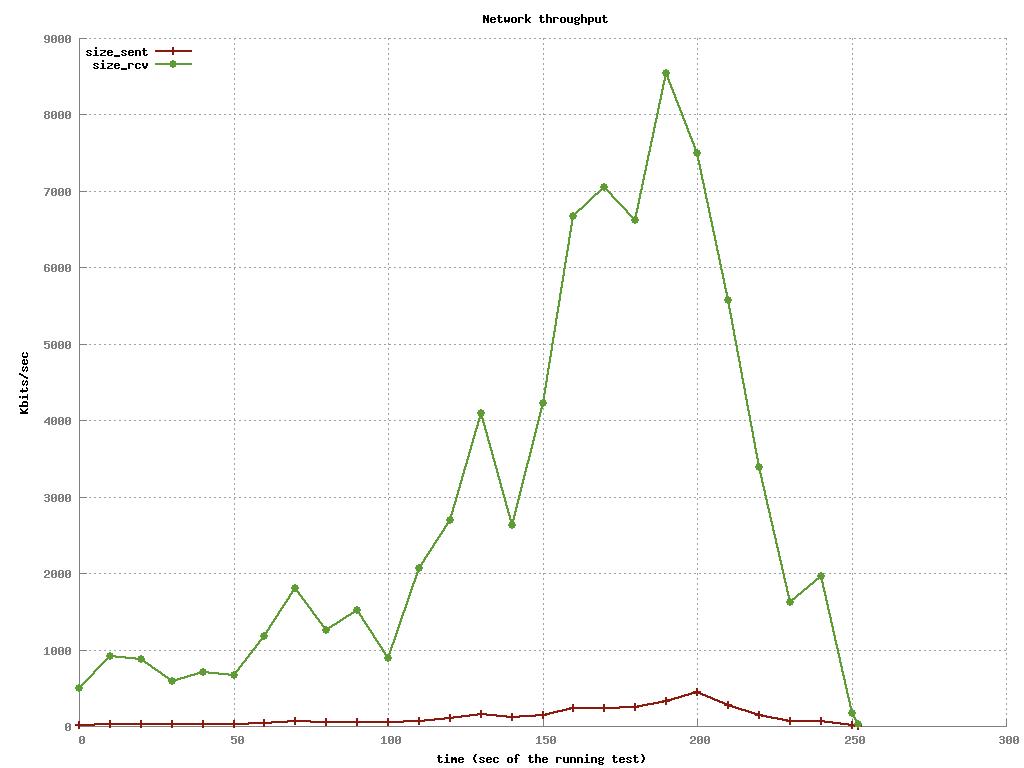 Network throughput
size_sent
size_rcv
9000
8000
7000
6000
5000
4000
3000
2000
1000
0
Kbits/sec
0 50 100 150 200 250 300
time (sec of the running test)